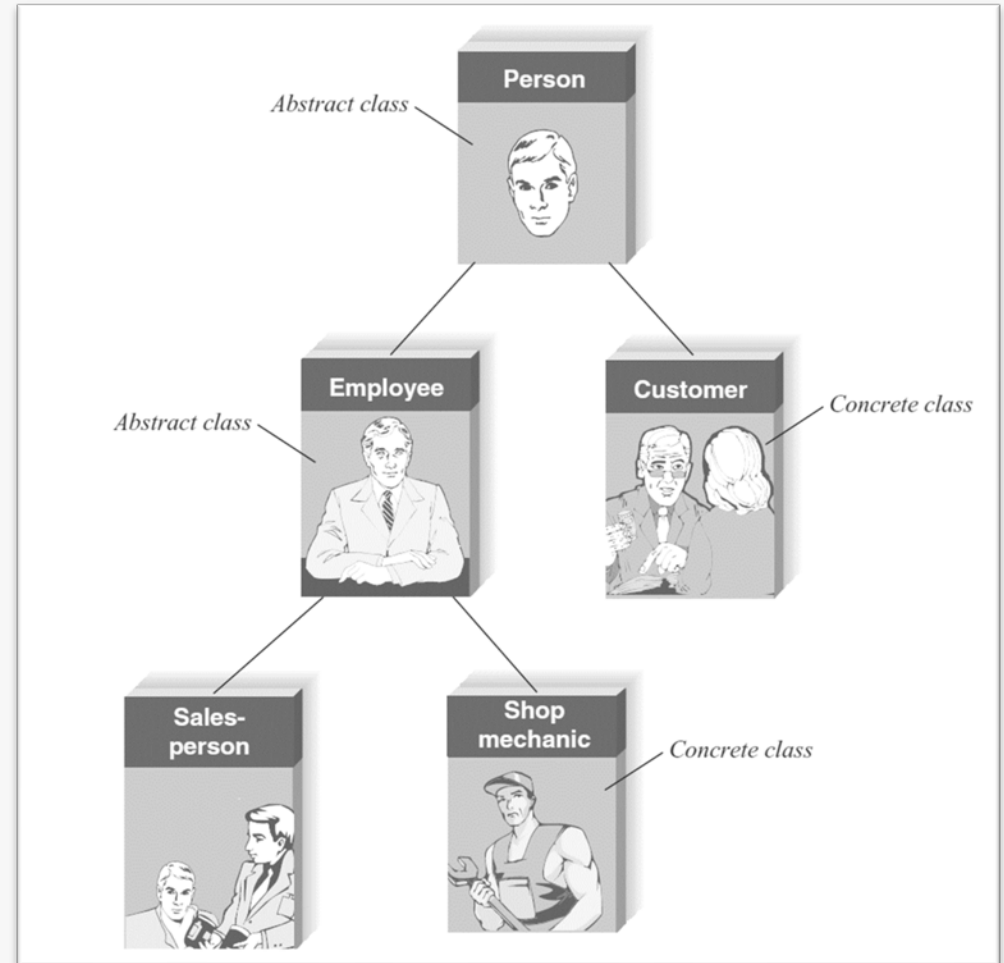 Person
Abstract class
Employee
Customer
Abstract class
Concrete class
Sales-
person
Shop
mechanic
Concrete class